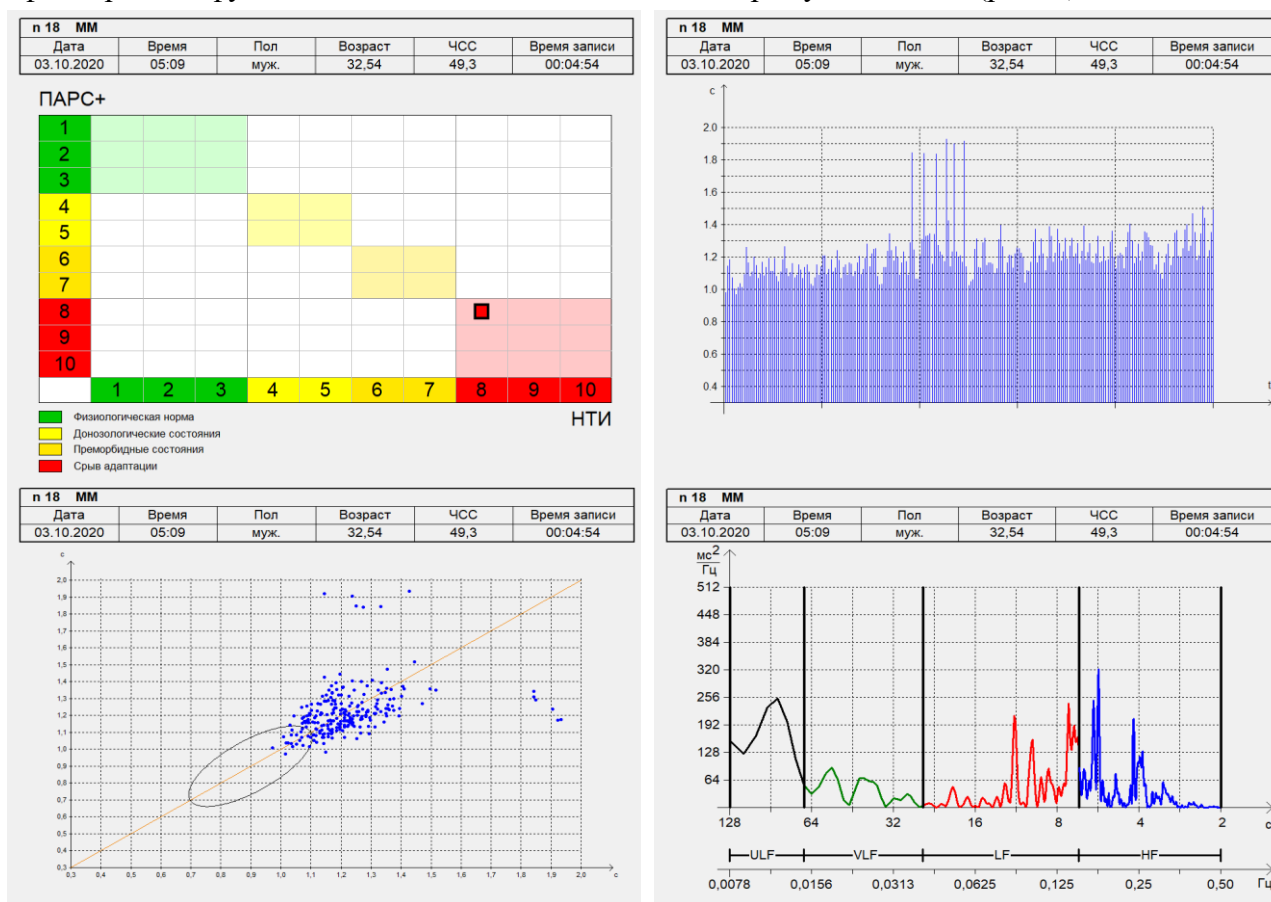 n 18 ММ
Дата Время Пол Возраст ЧСС Время записи
03.10.2020 05:09 муж. 32,54 49,3 00:04:54
ПАРС+
1
2
3
4
5
6
7
8
9
10
1 2 3 4 5 6 7 8 9 10
НТИ
Физиологическая норма
Донозологические состояния
Преморбидные состояния
Срыв адаптации
n 18 ММ
Дата Время Пол Возраст ЧСС Время записи
03.10.2020 05:09 муж. 32,54 49,3 00:04:54
с
2.0
1.8
1.6
1.4
1.2
1.0
0.8
0.6
0.4
t
n 18 ММ
Дата Время Пол Возраст ЧСС Время записи
03.10.2020 05:09 муж. 32,54 49,3 00:04:54
с
2,0
1,9
1,8
1,7
1,6
1,5
1,4
1,3
1,2
1,1
1,0
0,9
0,8
0,7
0,6
0,5
0,4
0,3
0,3 0,4 0,5 0,6 0,7 0,8 0,9 1,0 1,1 1,2 1,3 1,4 1,5 1,6 1,7 1,8 1,9 2,0 с
n 18 ММ
Дата Время Пол Возраст ЧСС Время записи
03.10.2020 05:09 муж. 32,54 49,3 00:04:54
мс2
Гц
512
448
384
320
256
192
128
64
128 64 32 16 8 4 2 с
ULF VLF LF HF
0,0078 0,0156 0,0313 0,0625 0,125 0,25 0,50 Гц